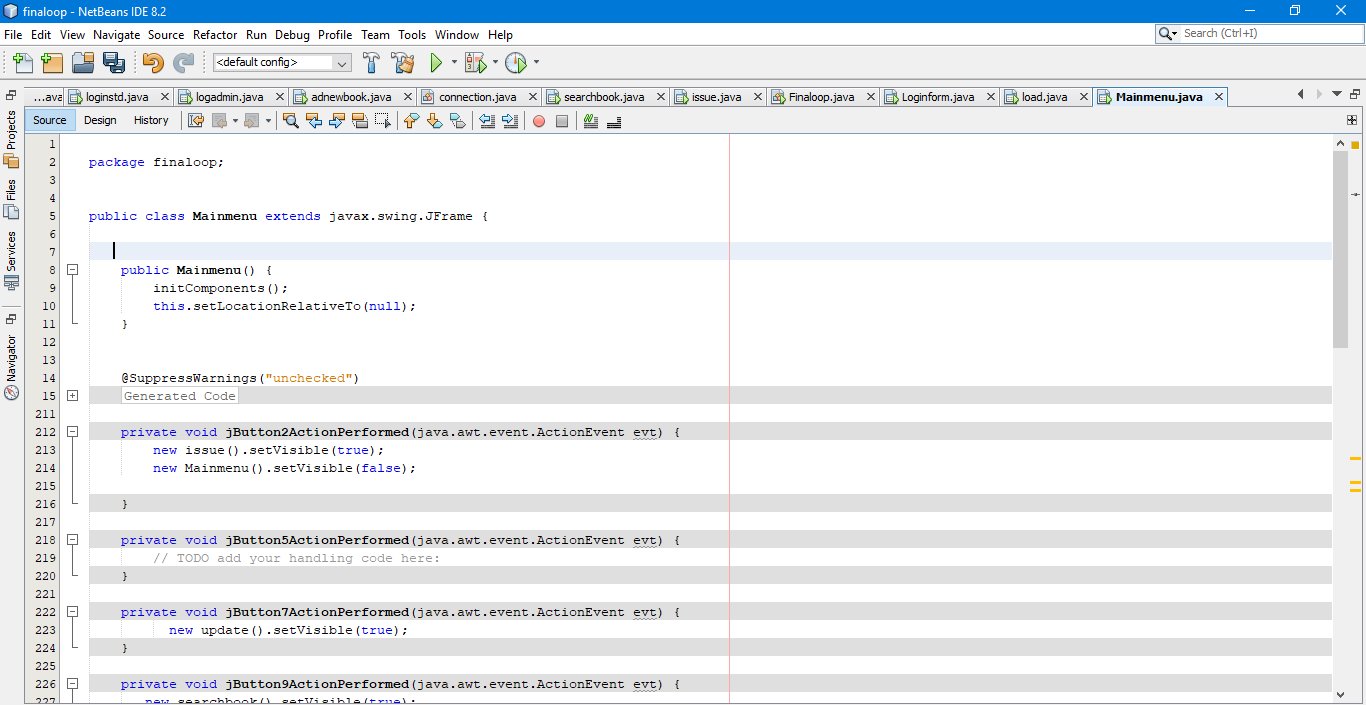 finaloop - NetBeans IDE 8.2
File Edit View Navigate Source Refactor Run Debug Profile Team Tools Window Help
Search (Ctrl+I)
<default config>
...ava loginstd.java logadmin.java adnewbook.java connection.java searchbook.java issue.java Finaloop.java Loginform.java load.java Mainmenu.java
Source Design History
Projects
Files
Services
Navigator
1
2 package finaloop;
3
4
5 public class Mainmenu extends javax.swing.JFrame {
6
7
8 public Mainmenu() {
9 initComponents();
10 this.setLocationRelativeTo(null);
11 }
12
13
14 @SuppressWarnings("unchecked")
15 Generated Code
211
212 private void jButton2ActionPerformed(java.awt.event.ActionEvent evt) {
213 new issue().setVisible(true);
214 new Mainmenu().setVisible(false);
215
216 }
217
218 private void jButton5ActionPerformed(java.awt.event.ActionEvent evt) {
219 // TODO add your handling code here:
220 }
221
222 private void jButton7ActionPerformed(java.awt.event.ActionEvent evt) {
223 new update().setVisible(true);
224 }
225
226 private void jButton9ActionPerformed(java.awt.event.ActionEvent evt) {
227 new searchbook().setVisible(true);